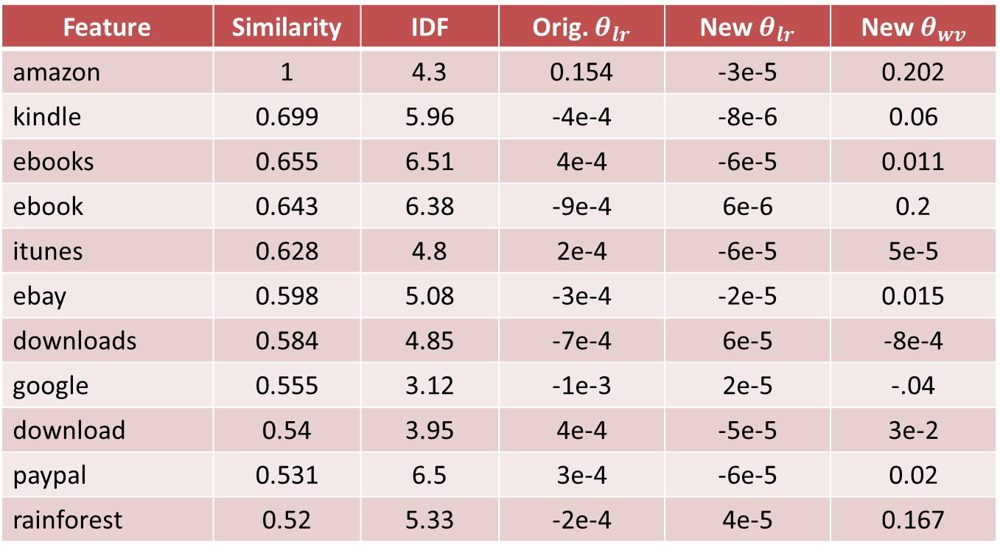 Feature Similarity IDF Orig. θlr New θlr New θwv
amazon 1 4.3 0.154 -3e-5 0.202
kindle 0.699 5.96 -4e-4 -8e-6 0.06
ebooks 0.655 6.51 4e-4 -6e-5 0.011
ebook 0.643 6.38 -9e-4 6e-6 0.2
itunes 0.628 4.8 2e-4 -6e-5 5e-5
ebay 0.598 5.08 -3e-4 -2e-5 0.015
downloads 0.584 4.85 -7e-4 6e-5 -8e-4
google 0.555 3.12 -1e-3 2e-5 -.04
download 0.54 3.95 4e-4 -5e-5 3e-2
paypal 0.531 6.5 3e-4 -6e-5 0.02
rainforest 0.52 5.33 -2e-4 4e-5 0.167